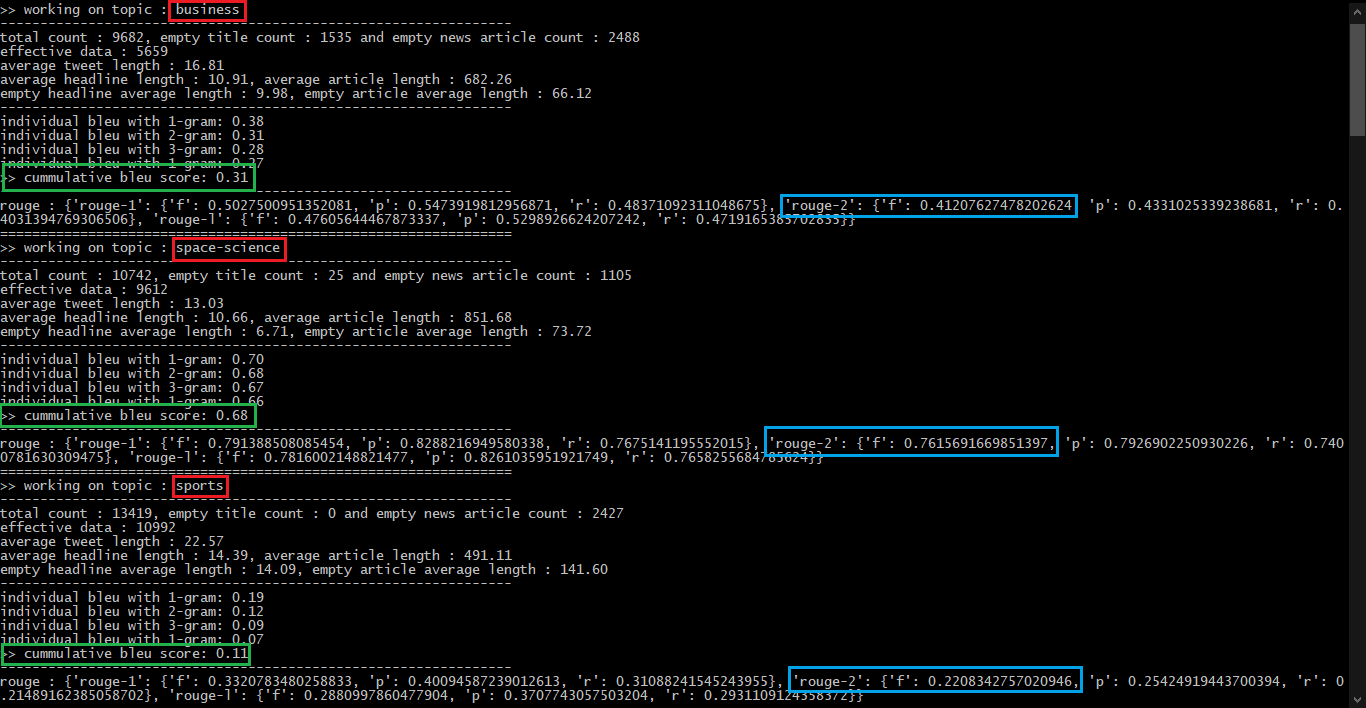 >> working on topic : business
----------------------------------------------------------------
total count : 9682, empty title count : 1535 and empty news article count : 2488
effective data : 5659
average tweet length : 16.81
average headline length : 10.91, average article length : 682.26
empty headline average length : 9.98, empty article average length : 66.12
----------------------------------------------------------------
individual bleu with 1-gram: 0.38
individual bleu with 2-gram: 0.31
individual bleu with 3-gram: 0.28
individual bleu with 1-gram: 0.27
>> cummulative bleu score: 0.31
----------------------------------------------------------------
rouge : {'rouge-1': {'f': 0.5027500951352081, 'p': 0.5473919812956871, 'r': 0.48371092311048675}, 'rouge-2': {'f': 0.41207627478202624, 'p': 0.4331025339238681, 'r': 0.
4031394769306506}, 'rouge-l': {'f': 0.47605644467873337, 'p': 0.5298926624207242, 'r': 0.4719165385702835}}
================================================================
>> working on topic : space-science
----------------------------------------------------------------
total count : 10742, empty title count : 25 and empty news article count : 1105
effective data : 9612
average tweet length : 13.03
average headline length : 10.66, average article length : 851.68
empty headline average length : 6.71, empty article average length : 73.72
----------------------------------------------------------------
individual bleu with 1-gram: 0.70
individual bleu with 2-gram: 0.68
individual bleu with 3-gram: 0.67
individual bleu with 1-gram: 0.66
>> cummulative bleu score: 0.68
----------------------------------------------------------------
rouge : {'rouge-1': {'f': 0.791388508085454, 'p': 0.8288216949580338, 'r': 0.7675141195552015}, 'rouge-2': {'f': 0.7615691669851397, 'p': 0.7926902250930226, 'r': 0.740
0781630309475}, 'rouge-l': {'f': 0.7816002148821477, 'p': 0.8261035951921749, 'r': 0.7658255684785624}}
================================================================
>> working on topic : sports
----------------------------------------------------------------
total count : 13419, empty title count : 0 and empty news article count : 2427
effective data : 10992
average tweet length : 22.57
average headline length : 14.39, average article length : 491.11
empty headline average length : 14.09, empty article average length : 141.60
----------------------------------------------------------------
individual bleu with 1-gram: 0.19
individual bleu with 2-gram: 0.12
individual bleu with 3-gram: 0.09
individual bleu with 1-gram: 0.07
>> cummulative bleu score: 0.11
----------------------------------------------------------------
rouge : {'rouge-1': {'f': 0.3320783480258833, 'p': 0.40094587239012613, 'r': 0.31088241545243955}, 'rouge-2': {'f': 0.2208342757020946, 'p': 0.25424919443700394, 'r': 0
.21489162385058702}, 'rouge-l': {'f': 0.2880997860477904, 'p': 0.3707743057503204, 'r': 0.2931109124358372}}